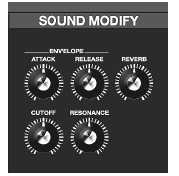 SOUND MODIFY
ENVELOPE
ATTACK RELEASE REVERB
CUTOFF RESONANCE